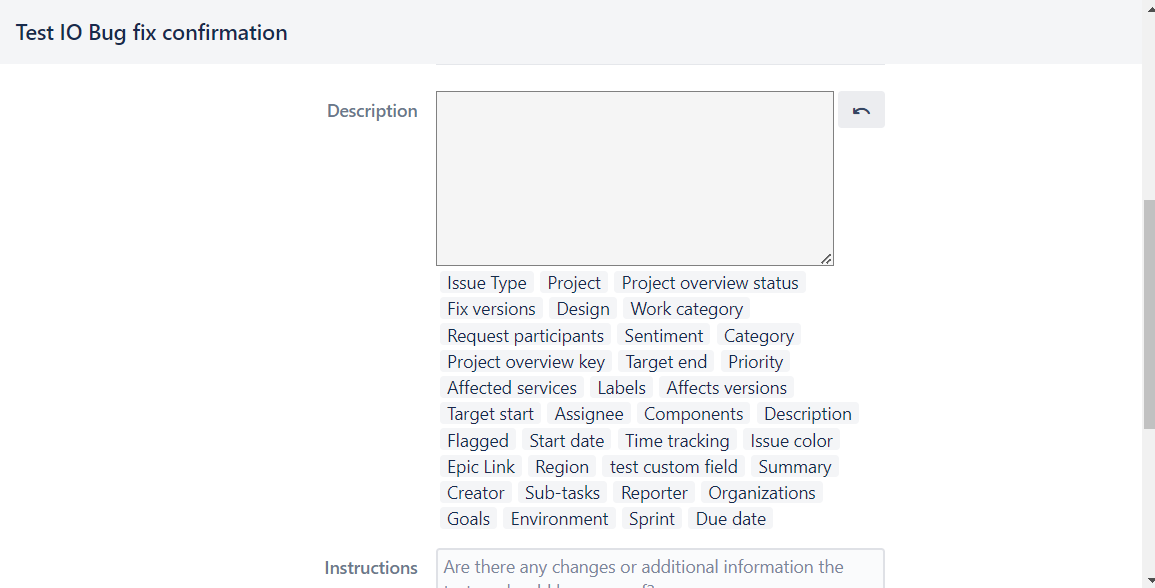 Test IO Bug fix confirmation
Description
Issue Type Project Project overview status
Fix versions Design Work category
Request participants Sentiment Category
Project overview key Target end Priority
Affected services Labels Affects versions
Target start Assignee Components Description
Flagged Start date Time tracking Issue color
Epic Link Region test custom field Summary
Creator Sub-tasks Reporter Organizations
Goals Environment Sprint Due date
Instructions Are there any changes or additional information the